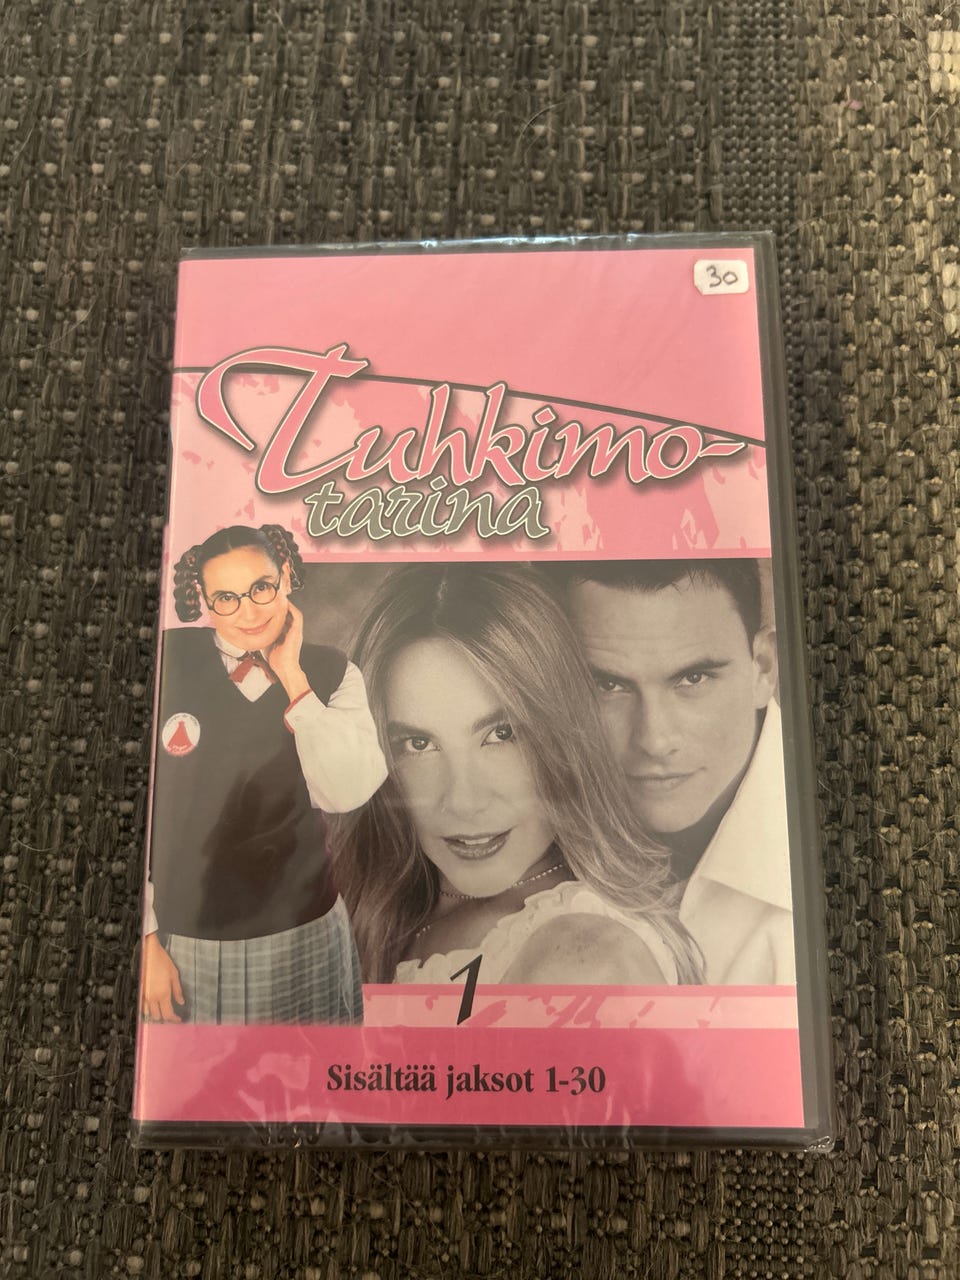 30
Tuhkimo-
tarina
1
Sisältää jaksot 1-30